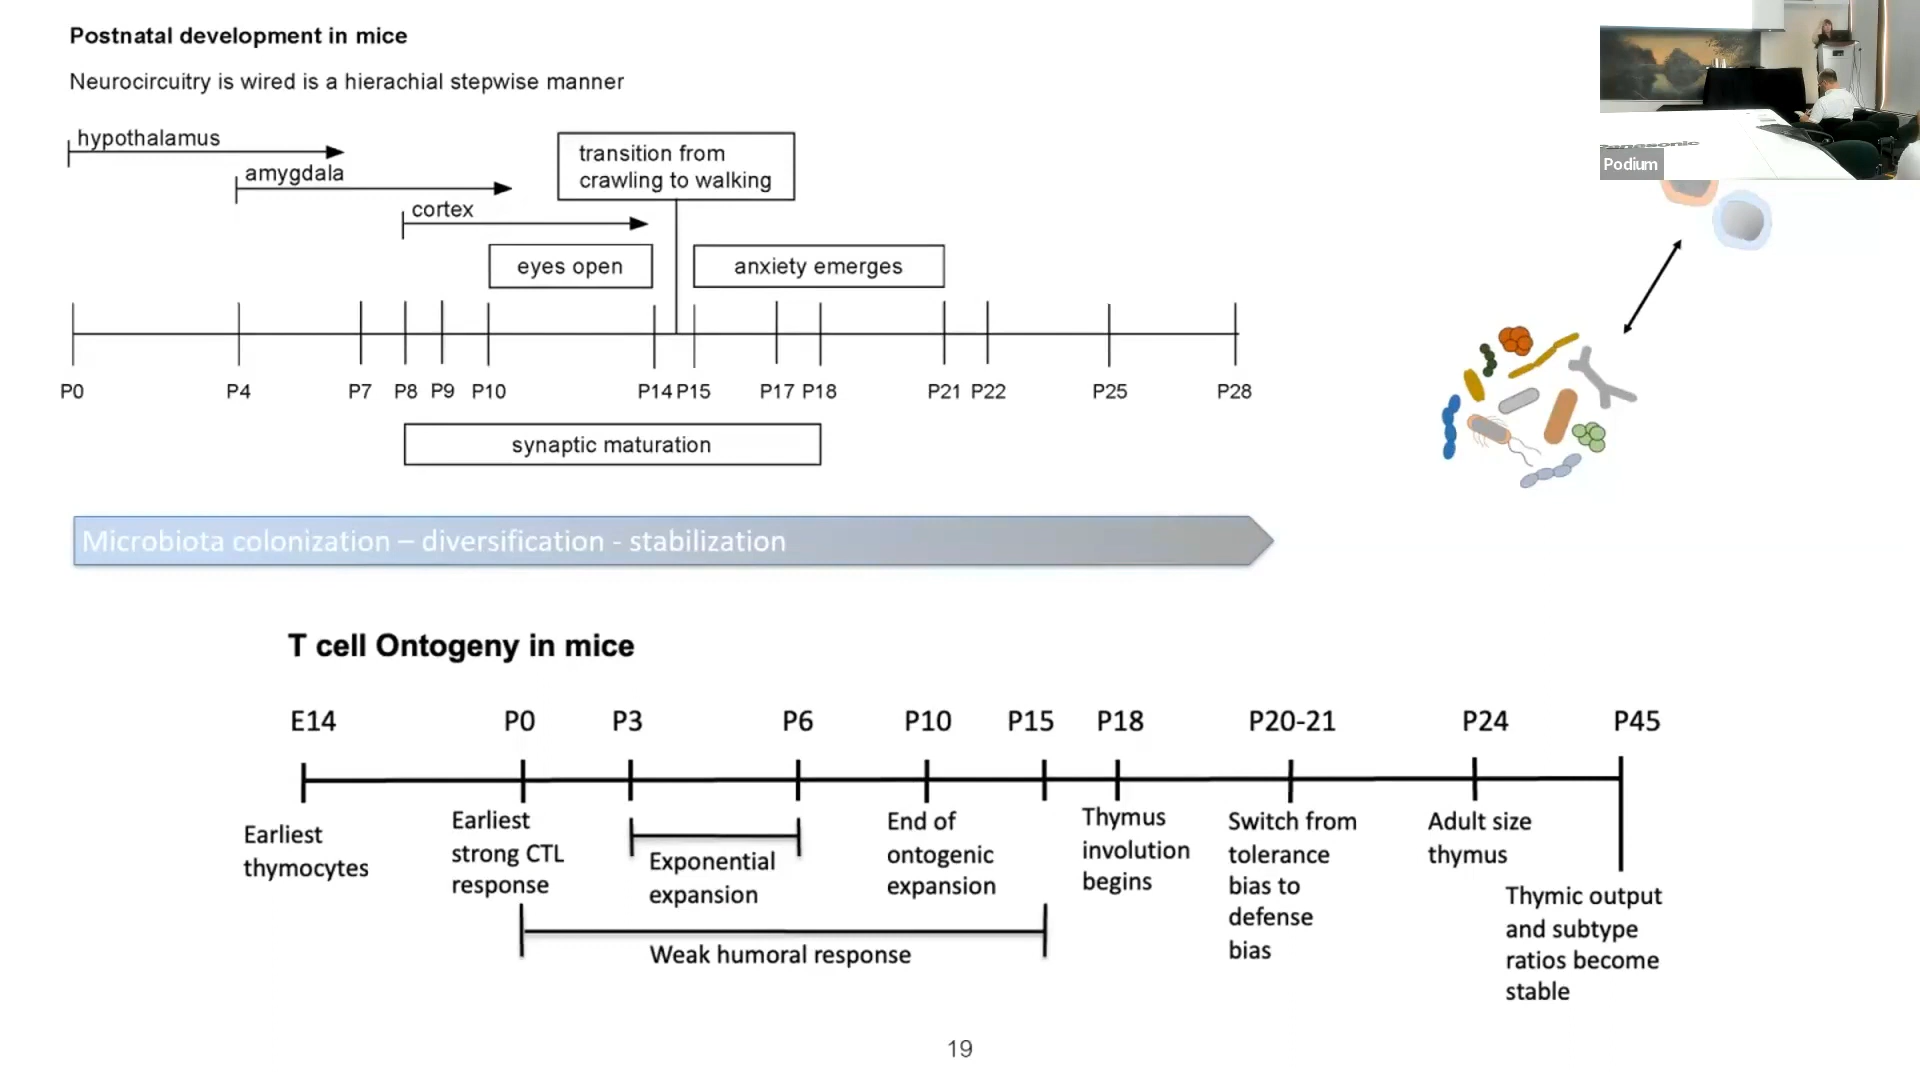 Postnatal development in mice
Neurocircuitry is wired is a hierachial stepwise manner
hypothalamus
amygdala
cortex
transition from
crawling to walking
eyes open
anxiety emerges
P0 P4 P7 P8 P9 P10 P14 P15 P17 P18 P21 P22 P25 P28
synaptic maturation
Microbiota colonization – diversification - stabilization
T cell Ontogeny in mice
E14 P0 P3 P6 P10 P15 P18 P20-21 P24 P45
Earliest
thymocytes
Earliest
strong CTL
response
Exponential
expansion
Weak humoral response
End of
ontogenic
expansion
Thymus
involution
begins
Switch from
tolerance
bias to
defense
bias
Adult size
thymus
Thymic output
and subtype
ratios become
stable
19
Panasonic
Podium